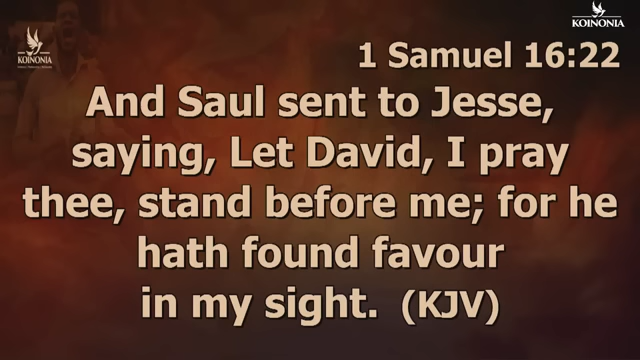 KOINONIA
KOINONIA
1 Samuel 16:22
And Saul sent to Jesse,
saying, Let David, I pray
thee, stand before me; for he
hath found favour
in my sight. (KJV)